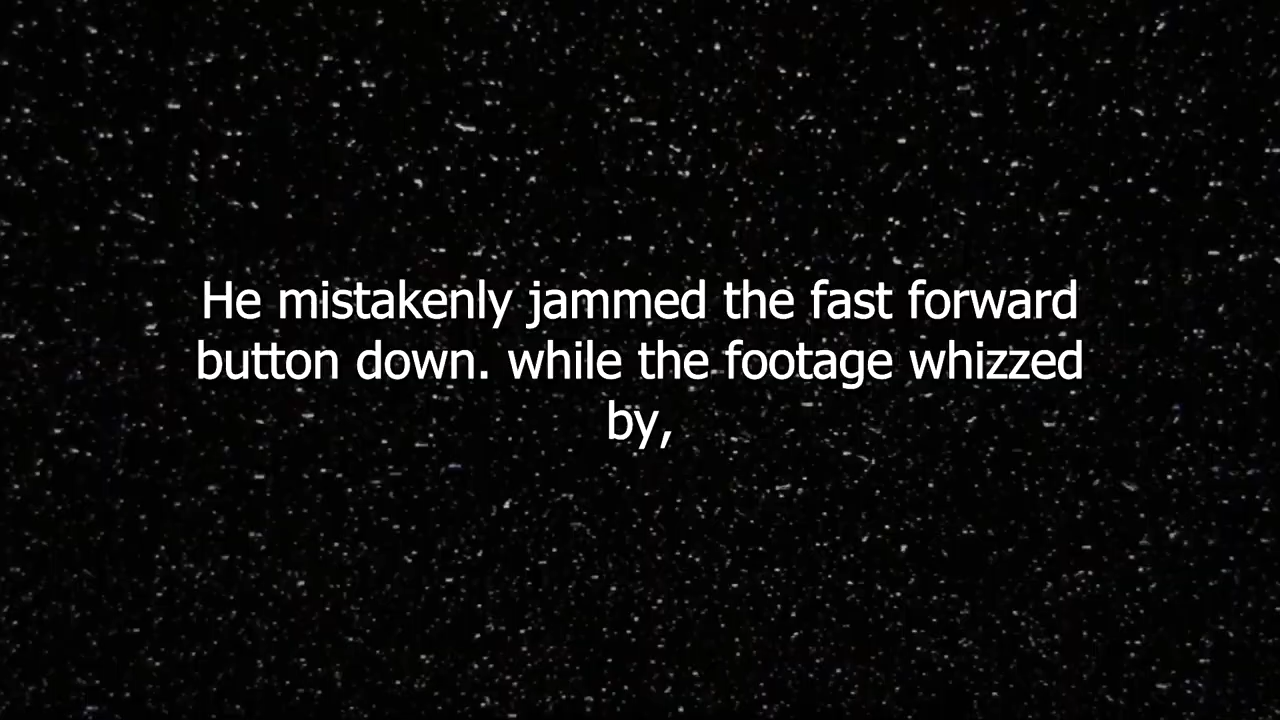 He mistakenly jammed the fast forward
button down. while the footage whizzed
by,